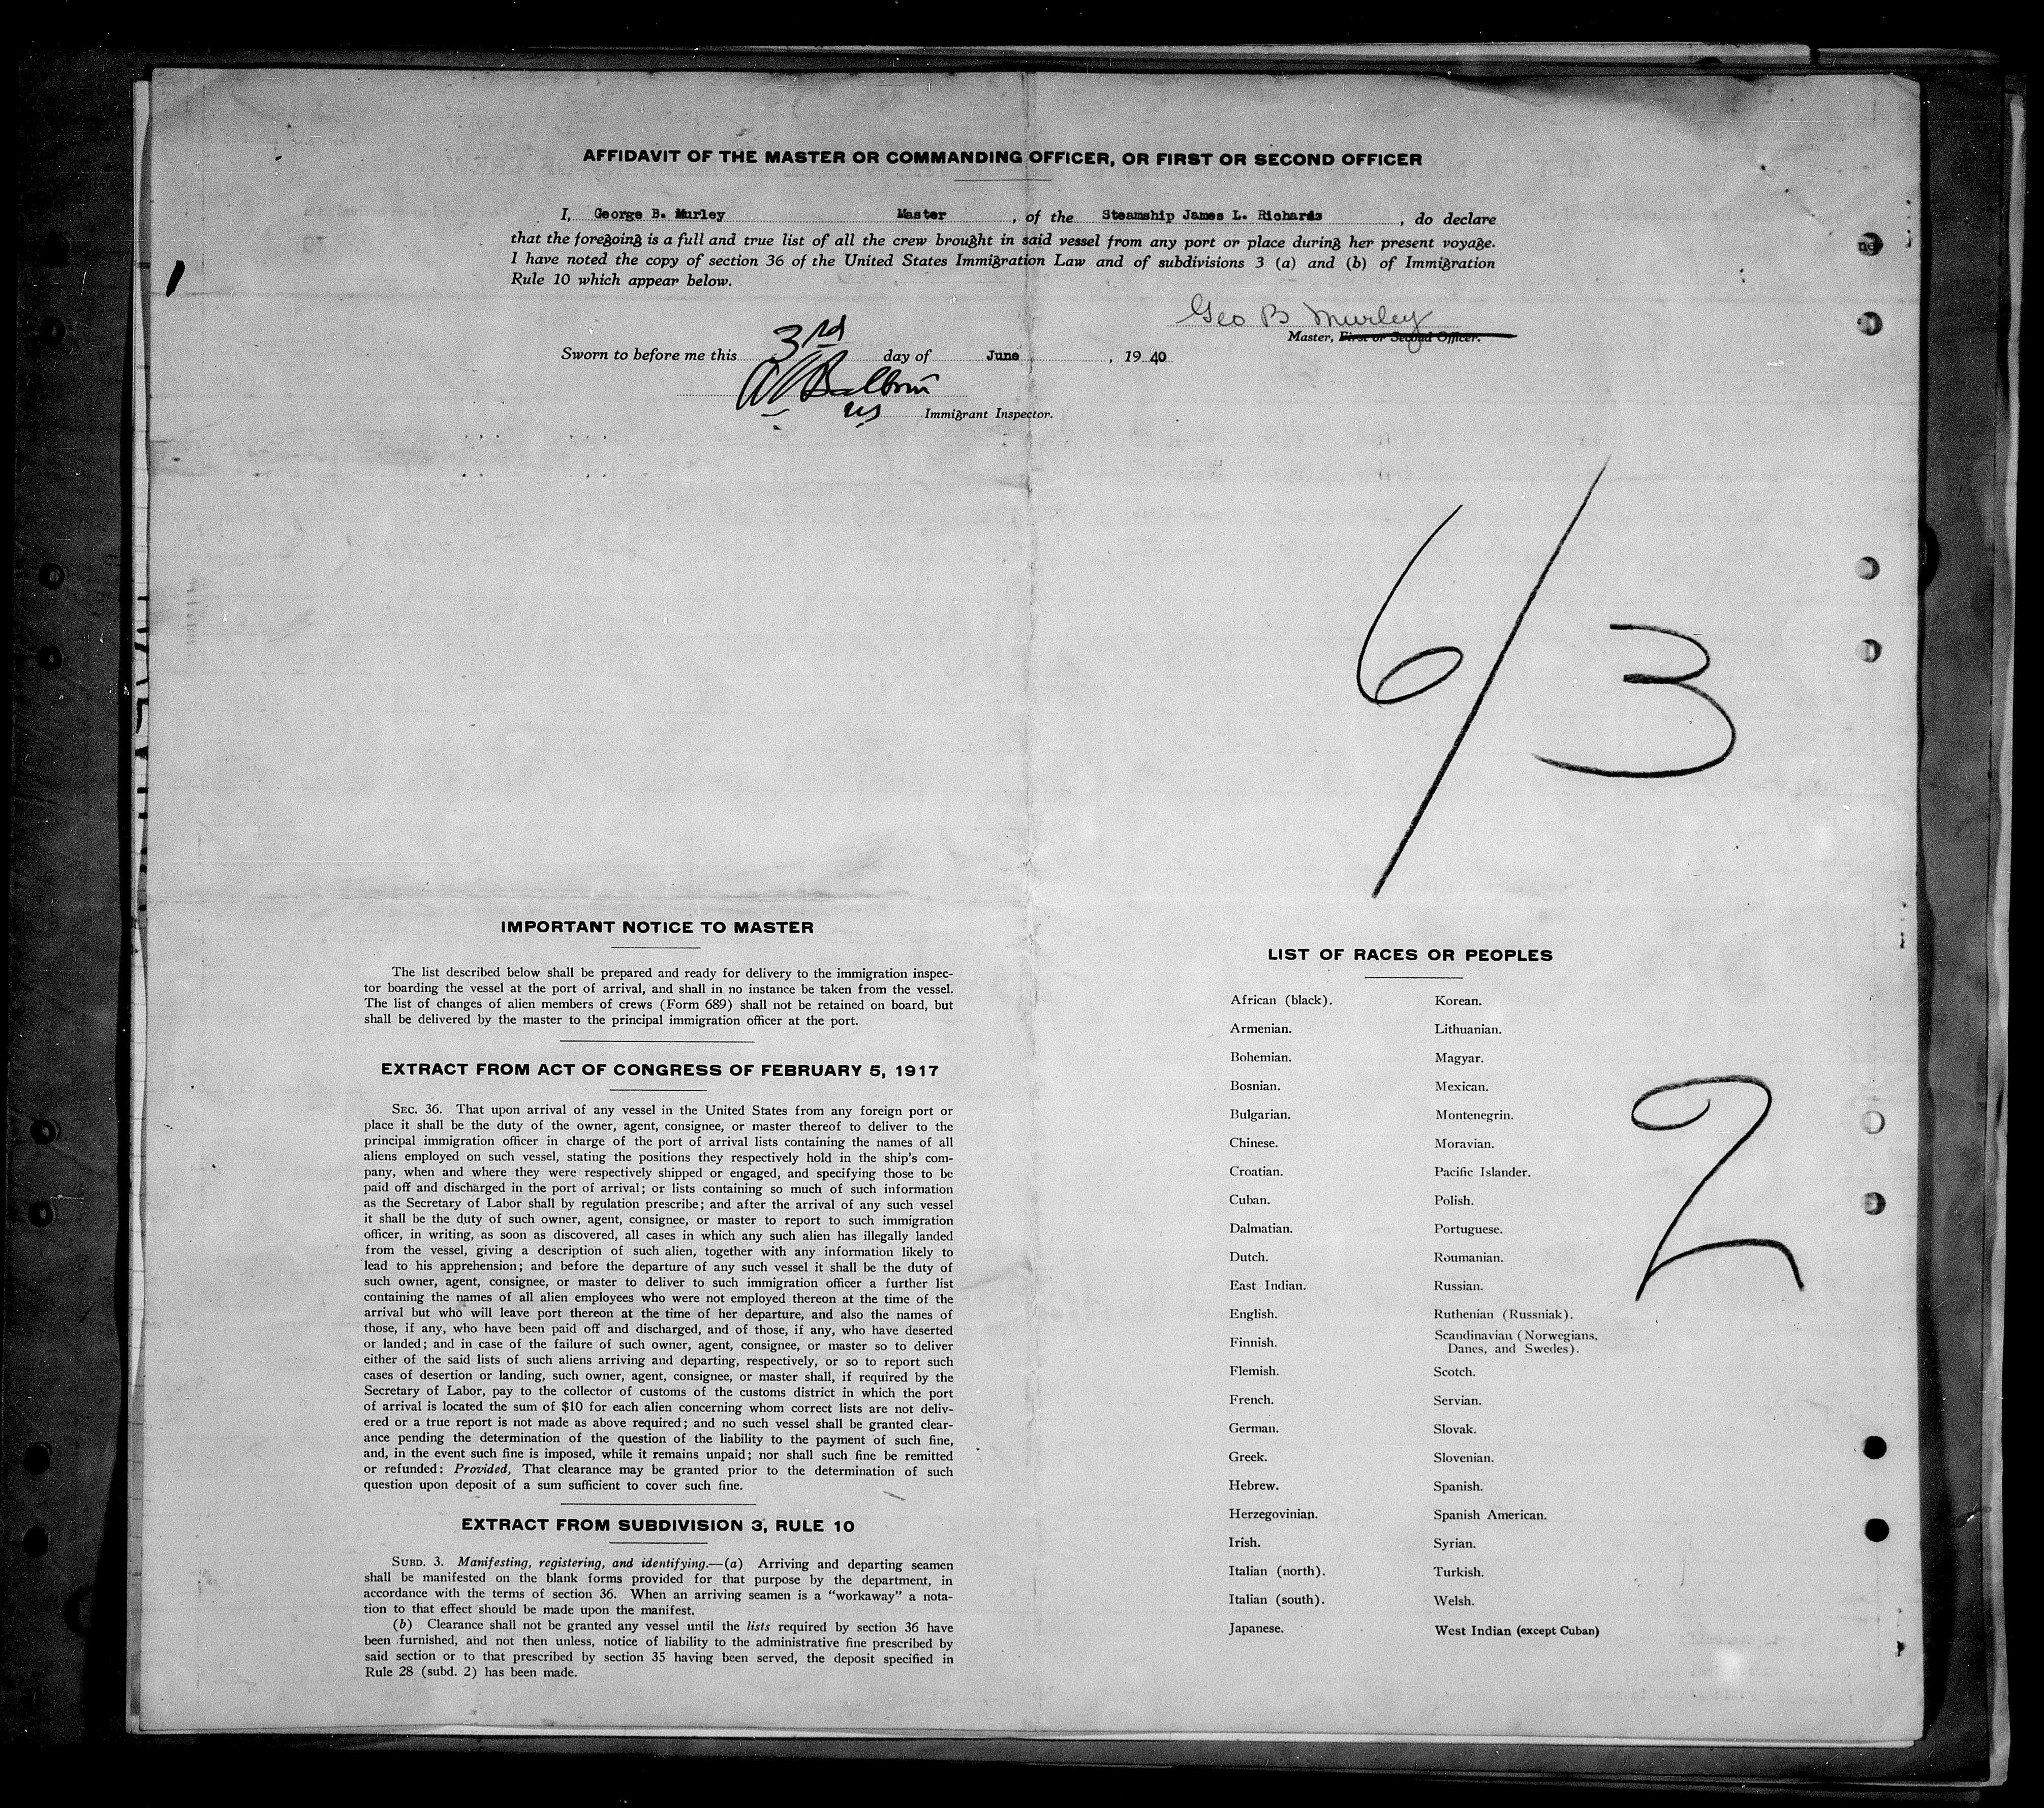 AFFIDAVIT OF THE MASTER OR COMMANDING OFFICER, OR FIRST OR SECOND OFFICER
I, George B. Murley Master, of the Steamship James L. Richards, do declare
that the foregoing is a full and true list of all the crew brought in said vessel from any port or place during her present voyage.
I have noted the copy of section 36 of the United States Immigration Law and of subdivisions 3 (a) and (b) of Immigration
Rule 10 which appear below.
Geo B Murley
Master, First or Second Officer.
Sworn to before me this 3rd day of June, 19 40
US Immigrant Inspector.
6/3
IMPORTANT NOTICE TO MASTER
The list described below shall be prepared and ready for delivery to the immigration inspec-
tor boarding the vessel at the port of arrival, and shall in no instance be taken from the vessel.
The list of changes of alien members of crews (Form 689) shall not be retained on board, but
shall be delivered by the master to the principal immigration officer at the port.
EXTRACT FROM ACT OF CONGRESS OF FEBRUARY 5, 1917
SEC. 36. That upon arrival of any vessel in the United States from any foreign port or
place it shall be the duty of the owner, agent, consignee, or master thereof to deliver to the
principal immigration officer in charge of the port of arrival lists containing the names of all
aliens employed on such vessel, stating the positions they respectively hold in the ship's com-
pany, when and where they were respectively shipped or engaged, and specifying those to be
paid off and discharged in the port of arrival; or lists containing so much of such information
as the Secretary of Labor shall by regulation prescribe; and after the arrival of any such vessel
it shall be the duty of such owner, agent, consignee, or master to report to such immigration
officer, in writing, as soon as discovered, all cases in which any such alien has illegally landed
from the vessel, giving a description of such alien, together with any information likely to
lead to his apprehension; and before the departure of any such vessel it shall be the duty of
such owner, agent, consignee, or master to deliver to such immigration officer a further list
containing the names of all alien employees who were not employed thereon at the time of the
arrival but who will leave port thereon at the time of her departure, and also the names of
those, if any, who have been paid off and discharged, and of those, if any, who have deserted
or landed; and in case of the failure of such owner, agent, consignee, or master so to deliver
either of the said lists of such aliens arriving and departing, respectively, or so to report such
cases of desertion or landing, such owner, agent, consignee, or master shall, if required by the
Secretary of Labor, pay to the collector of customs of the customs district in which the port
of arrival is located the sum of $10 for each alien concerning whom correct lists are not deliv-
ered or a true report is not made as above required; and no such vessel shall be granted clear-
ance pending the determination of the question of the liability to the payment of such fine,
and, in the event such fine is imposed, while it remains unpaid; nor shall such fine be remitted
or refunded: Provided, That clearance may be granted prior to the determination of such
question upon deposit of a sum sufficient to cover such fine.
EXTRACT FROM SUBDIVISION 3, RULE 10
SUBD. 3. Manifesting, registering, and identifying.—(a) Arriving and departing seamen
shall be manifested on the blank forms provided for that purpose by the department, in
accordance with the terms of section 36. When an arriving seamen is a "workaway" a nota-
tion to that effect should be made upon the manifest.
(b) Clearance shall not be granted any vessel until the lists required by section 36 have
been furnished, and not then unless, notice of liability to the administrative fine prescribed by
said section or to that prescribed by section 35 having been served, the deposit specified in
Rule 28 (subd. 2) has been made.
LIST OF RACES OR PEOPLES
African (black).
Armenian.
Bohemian.
Bosnian.
Bulgarian.
Chinese.
Croatian.
Cuban.
Dalmatian.
Dutch.
East Indian.
English.
Finnish.
Flemish.
French.
German.
Greek.
Hebrew.
Herzegovinian.
Irish.
Italian (north).
Italian (south).
Japanese.
Korean.
Lithuanian.
Magyar.
Mexican.
Montenegrin.
Moravian.
Pacific Islander.
Polish.
Portuguese.
Roumanian.
Russian.
Ruthenian (Russniak).
Scandinavian (Norwegians,
Danes, and Swedes).
Scotch.
Servian.
Slovak.
Slovenian.
Spanish.
Spanish American.
Syrian.
Turkish.
Welsh.
West Indian (except Cuban)
2